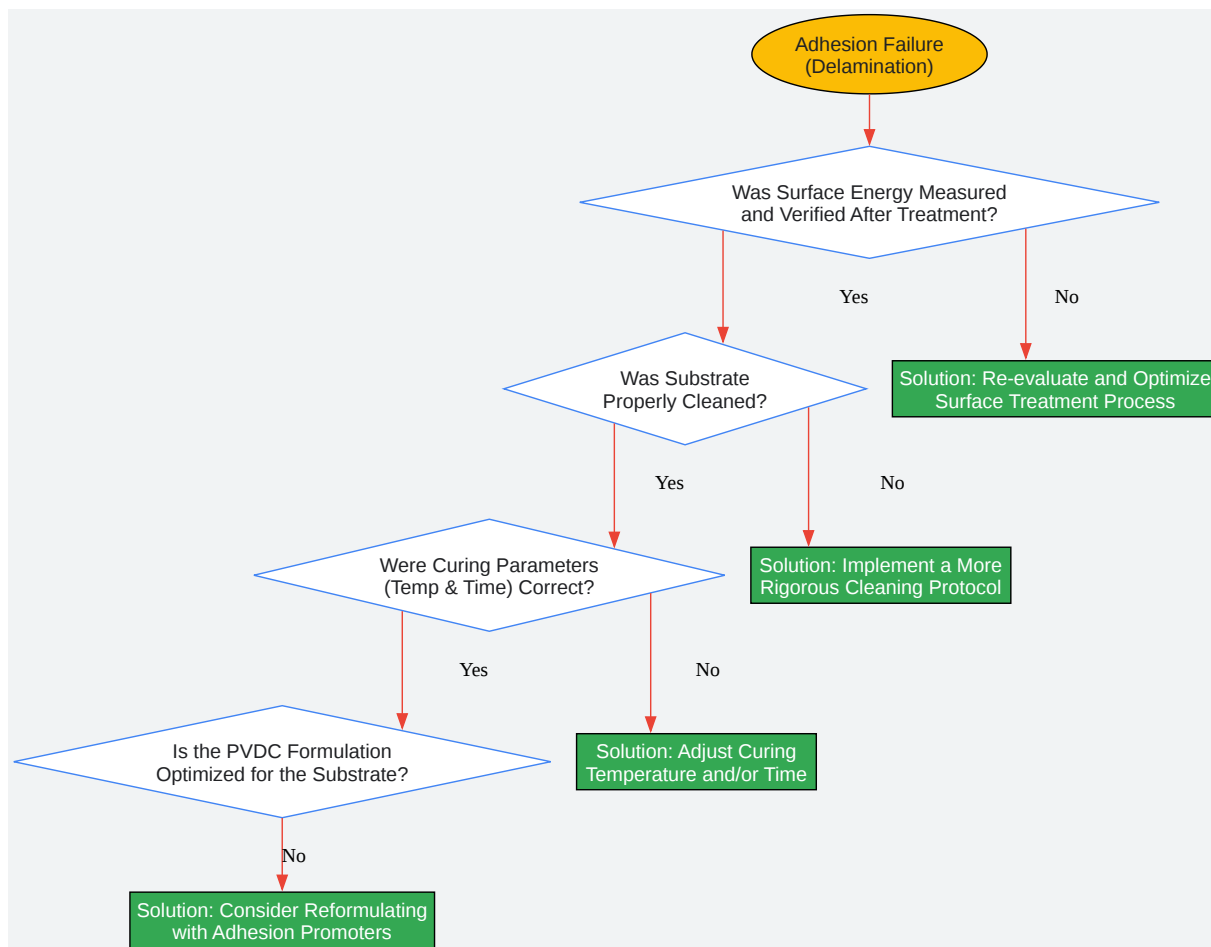 Adhesion Failure
(Delamination)
Was Surface Energy Measured
and Verified After Treatment?
Yes
No
Was Substrate
Properly Cleaned?
Solution: Re-evaluate and Optimize
Surface Treatment Process
Yes
No
Were Curing Parameters
(Temp & Time) Correct?
Solution: Implement a More
Rigorous Cleaning Protocol
Yes
No
Is the PVDC Formulation
Optimized for the Substrate?
Solution: Adjust Curing
Temperature and/or Time
No
Solution: Consider Reformulating
with Adhesion Promoters